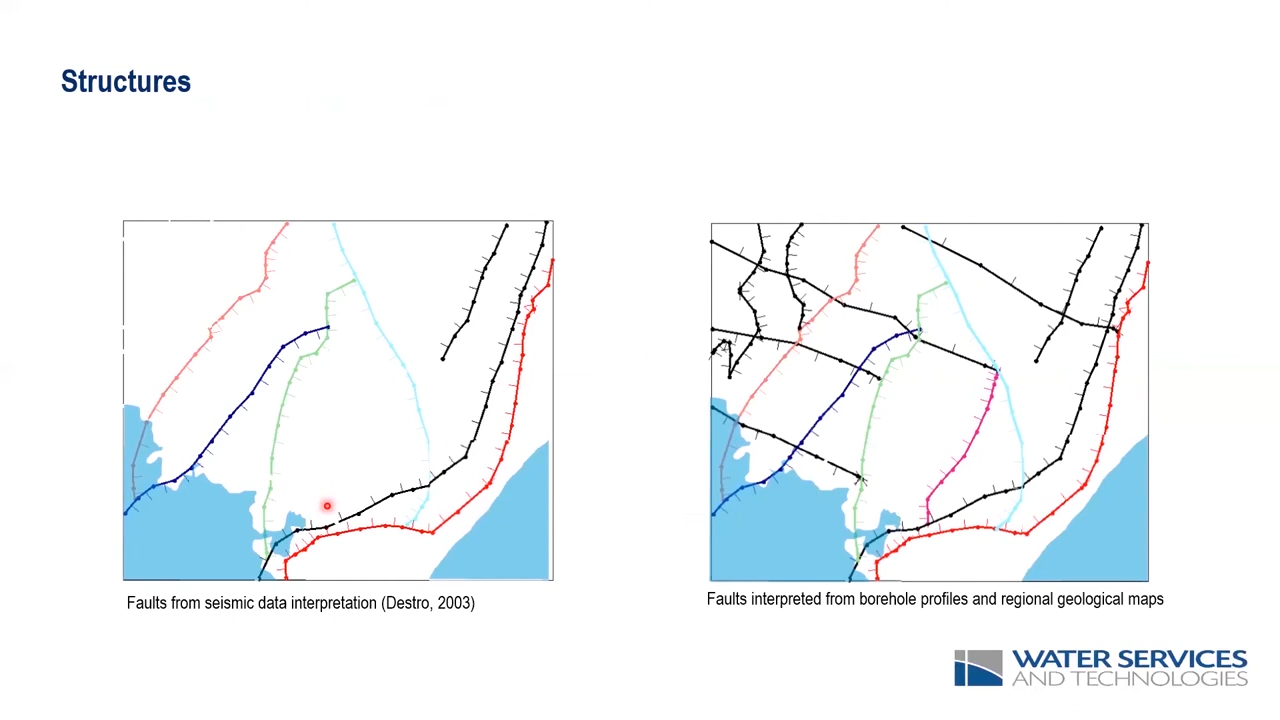 Structures
Faults from seismic data interpretation (Destro, 2003)
Faults interpreted from borehole profiles and regional geological maps
WATER SERVICES
AND TECHNOLOGIES